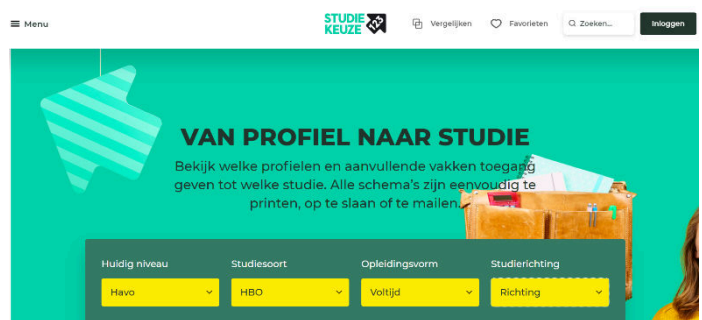 Menu
STUDIE
KEUZE 123
Vergelijken
Favorieten
Zoeken...
Inloggen
VAN PROFIEL NAAR STUDIE
Bekijk welke profielen en aanvullende vakken toegang
geven tot welke studie. Alle schema's zijn eenvoudig te
printen, op te slaan of te mailen.
Huidig niveau
Studiesoort
Opleidingsvorm
Studierichting
Havo
HBO
Voltijd
Richting